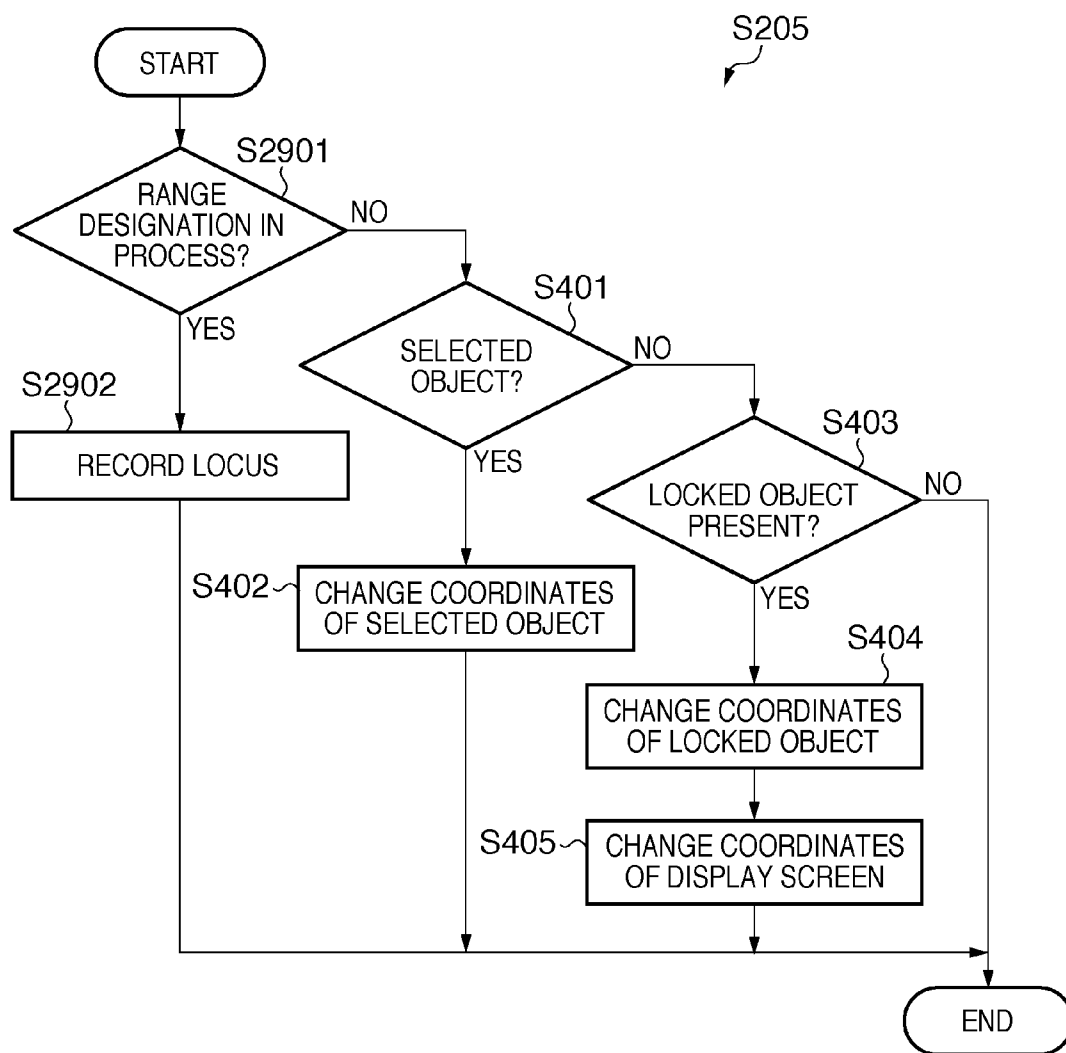 S205
START
S2901
RANGE
DESIGNATION IN
PROCESS?
NO
YES
S401
SELECTED
OBJECT?
NO
YES
S2902
RECORD LOCUS
S403
LOCKED OBJECT
PRESENT?
NO
YES
S402
CHANGE COORDINATES
OF SELECTED OBJECT
S404
CHANGE COORDINATES
OF LOCKED OBJECT
S405
CHANGE COORDINATES
OF DISPLAY SCREEN
END